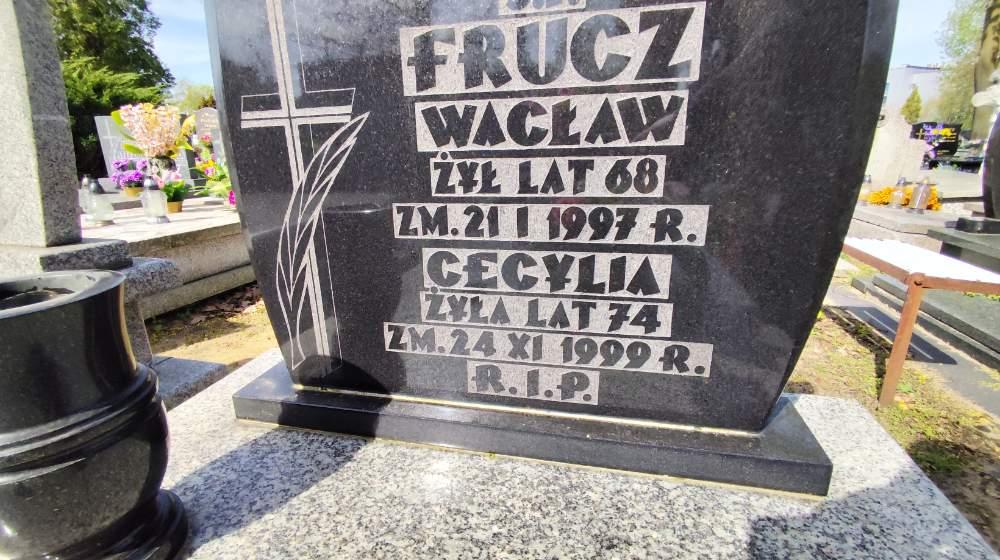 FRUCZ
WACŁAW
ŻYŁ LAT 68
ZM. 21 I 1997 R.
CECYLIA
ŻYŁA LAT 74
ZM. 24 XI 1999 R.
R.I.P.